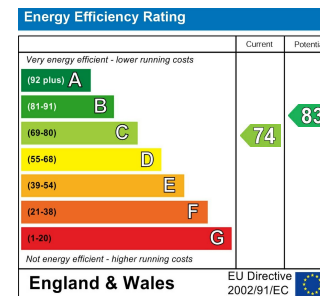 Energy Efficiency Rating
Current Potentia
Very energy efficient - lower running costs
(92 plus) A
(81-91) B
(69-80) C
(55-68) D
(39-54) E
(21-38) F
(1-20) G
74
83
Not energy efficient - higher running costs
England & Wales
EU Directive
2002/91/EC